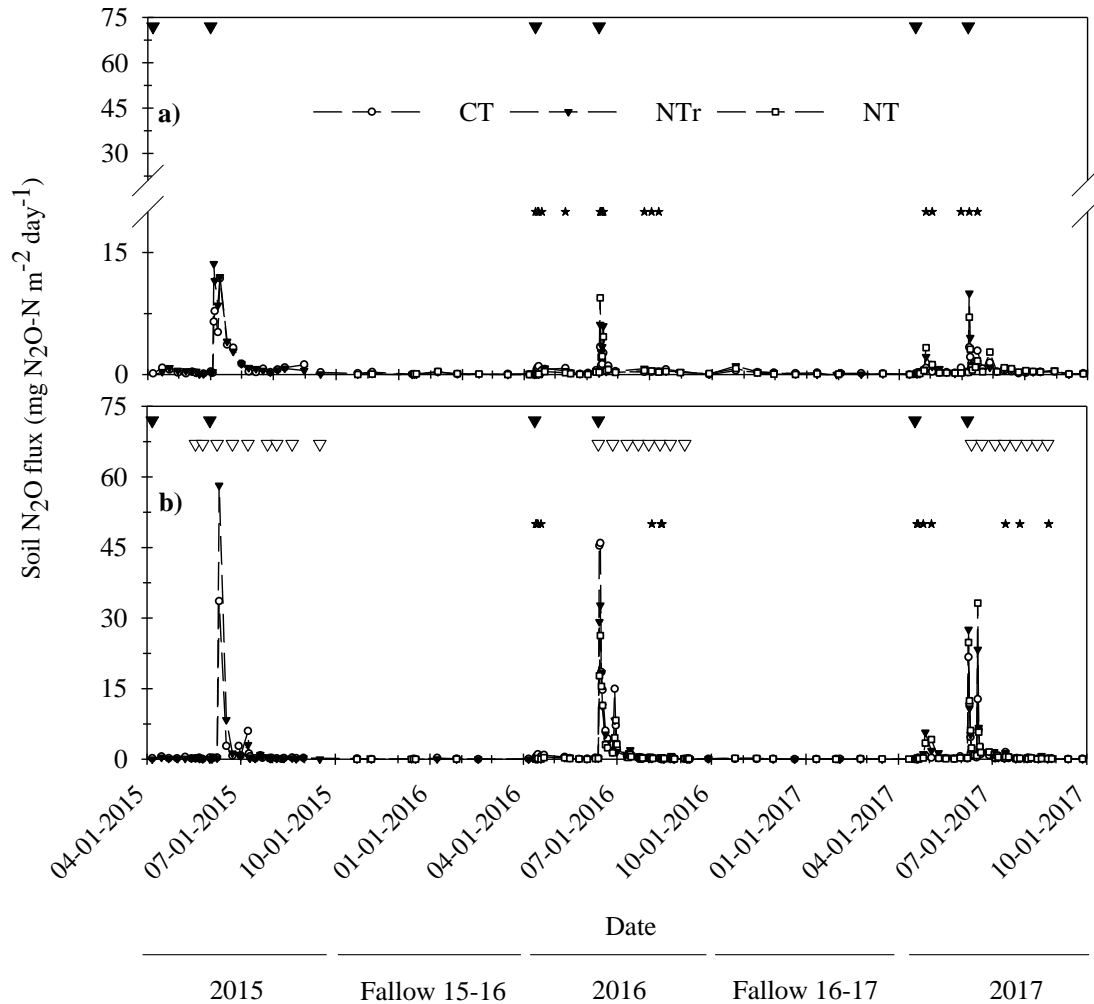 75
60
45
30
15
0
a)
CT
NTr
NT
Soil N₂O flux (mg N₂O-N m⁻² day⁻¹)
75
60
45
30
15
0
b)
04-01-2015
07-01-2015
10-01-2015
01-01-2016
04-01-2016
07-01-2016
10-01-2016
01-01-2017
04-01-2017
07-01-2017
10-01-2017
Date
2015
Fallow 15-16
2016
Fallow 16-17
2017